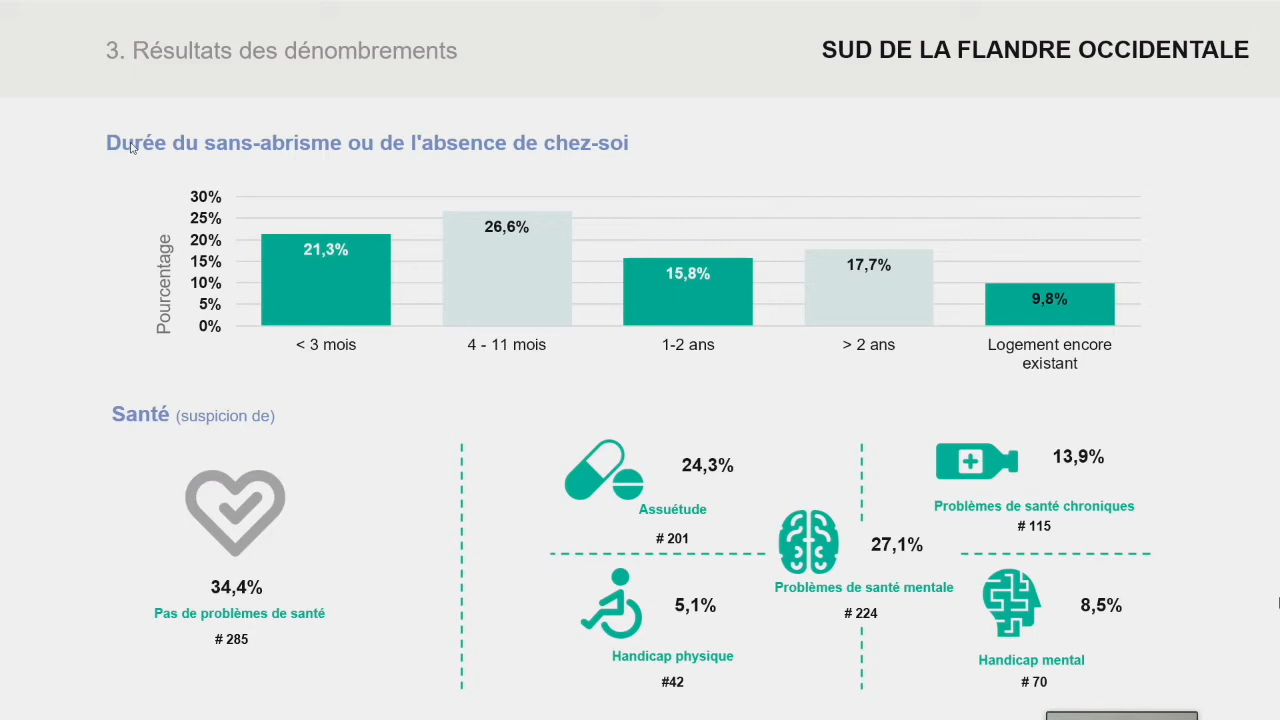 3. Résultats des dénombrements
SUD DE LA FLANDRE OCCIDENTALE
Durée du sans-abrisme ou de l'absence de chez-soi
Pourcentage
30%
25%
20%
15%
10%
5%
0%
21,3%
26,6%
15,8%
17,7%
9,8%
< 3 mois
4 - 11 mois
1-2 ans
> 2 ans
Logement encore
existant
Santé (suspicion de)
34,4%
Pas de problèmes de santé
# 285
24,3%
Assuétude
# 201
13,9%
Problèmes de santé chroniques
# 115
27,1%
Problèmes de santé mentale
# 224
5,1%
Handicap physique
#42
8,5%
Handicap mental
# 70